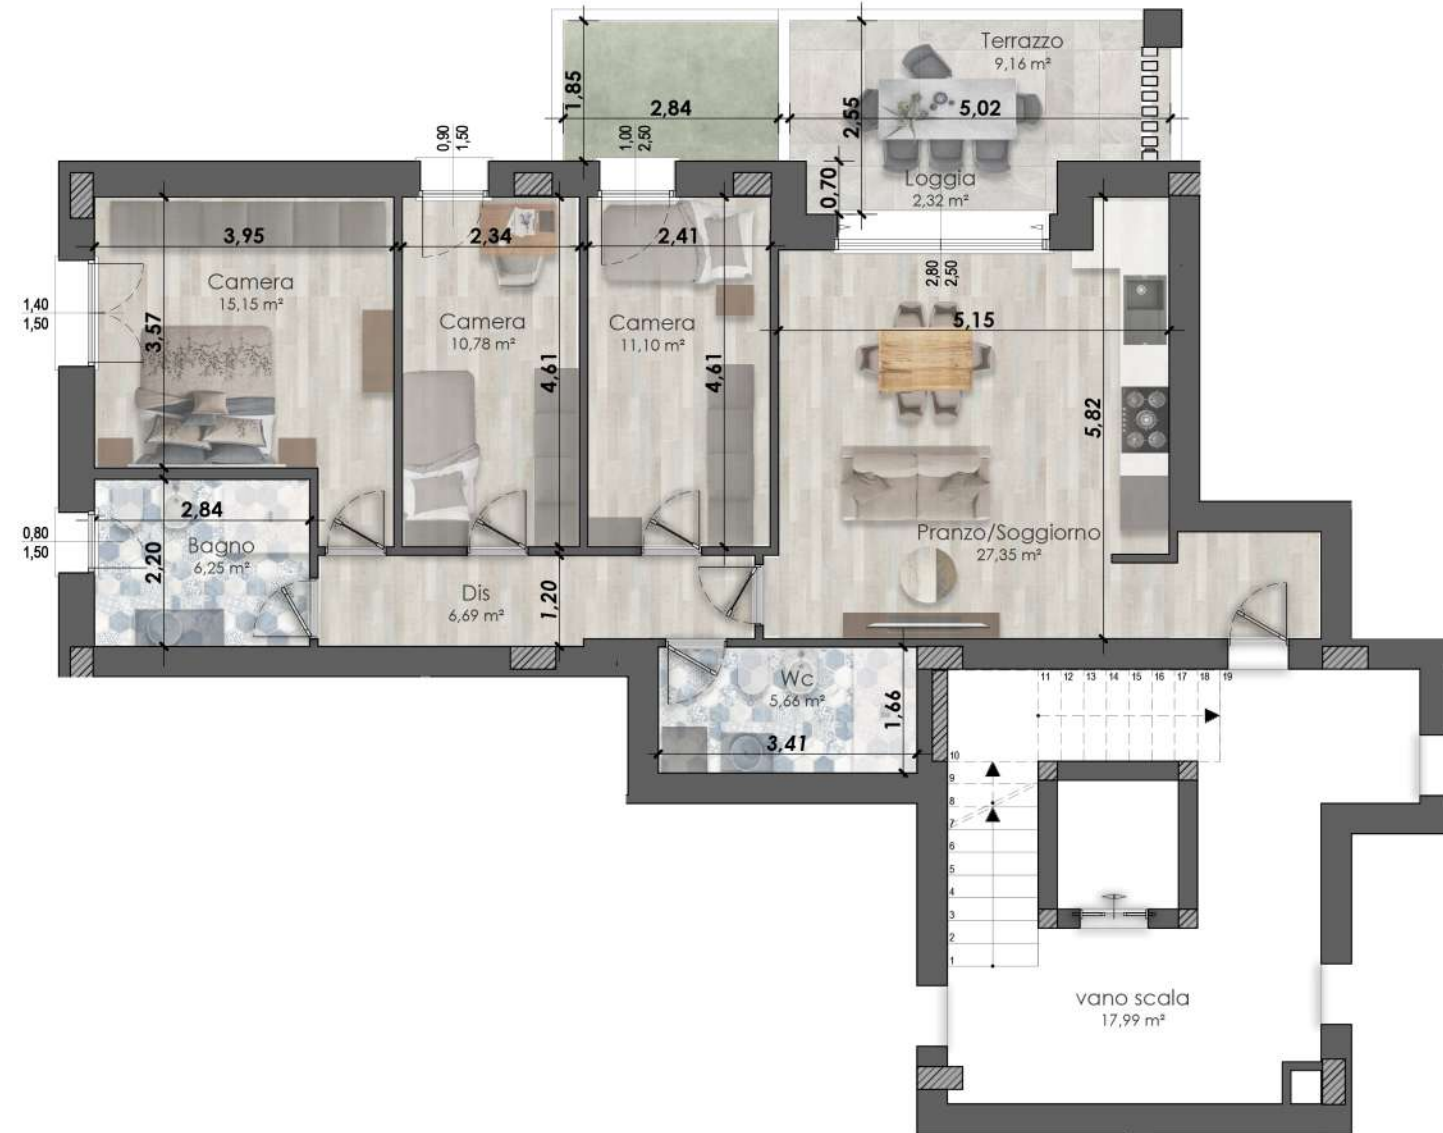 Terrazzo
9,16 m²
1,85
2,84
2,55
5,02
0,90
1,50
1,00
2,50
0,70
Loggia
2,32 m²
3,95
2,34
2,41
2,80
2,50
Camera
15,15 m²
1,40
1,50
3,57
Camera
10,78 m²
4,61
Camera
11,10 m²
4,61
5,15
5,82
2,84
0,80
1,50
Bagno
6,25 m²
2,20
Pranzo/Soggiorno
27,35 m²
Dis
6,69 m²
1,20
Wc
5,66 m²
1,66
3,41
11 12 13 14 15 16 17 18 19
10
9
8
7
6
5
4
3
2
1
vano scala
17,99 m²